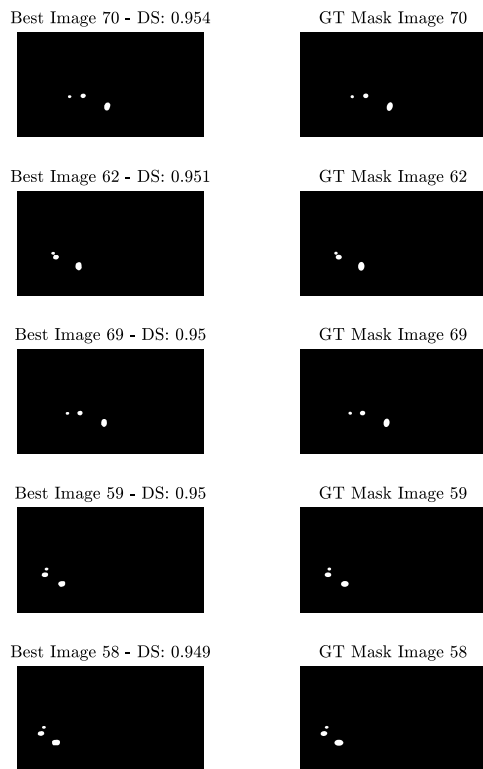 Best Image 70 - DS: 0.954
GT Mask Image 70
Best Image 62 - DS: 0.951
GT Mask Image 62
Best Image 69 - DS: 0.95
GT Mask Image 69
Best Image 59 - DS: 0.95
GT Mask Image 59
Best Image 58 - DS: 0.949
GT Mask Image 58